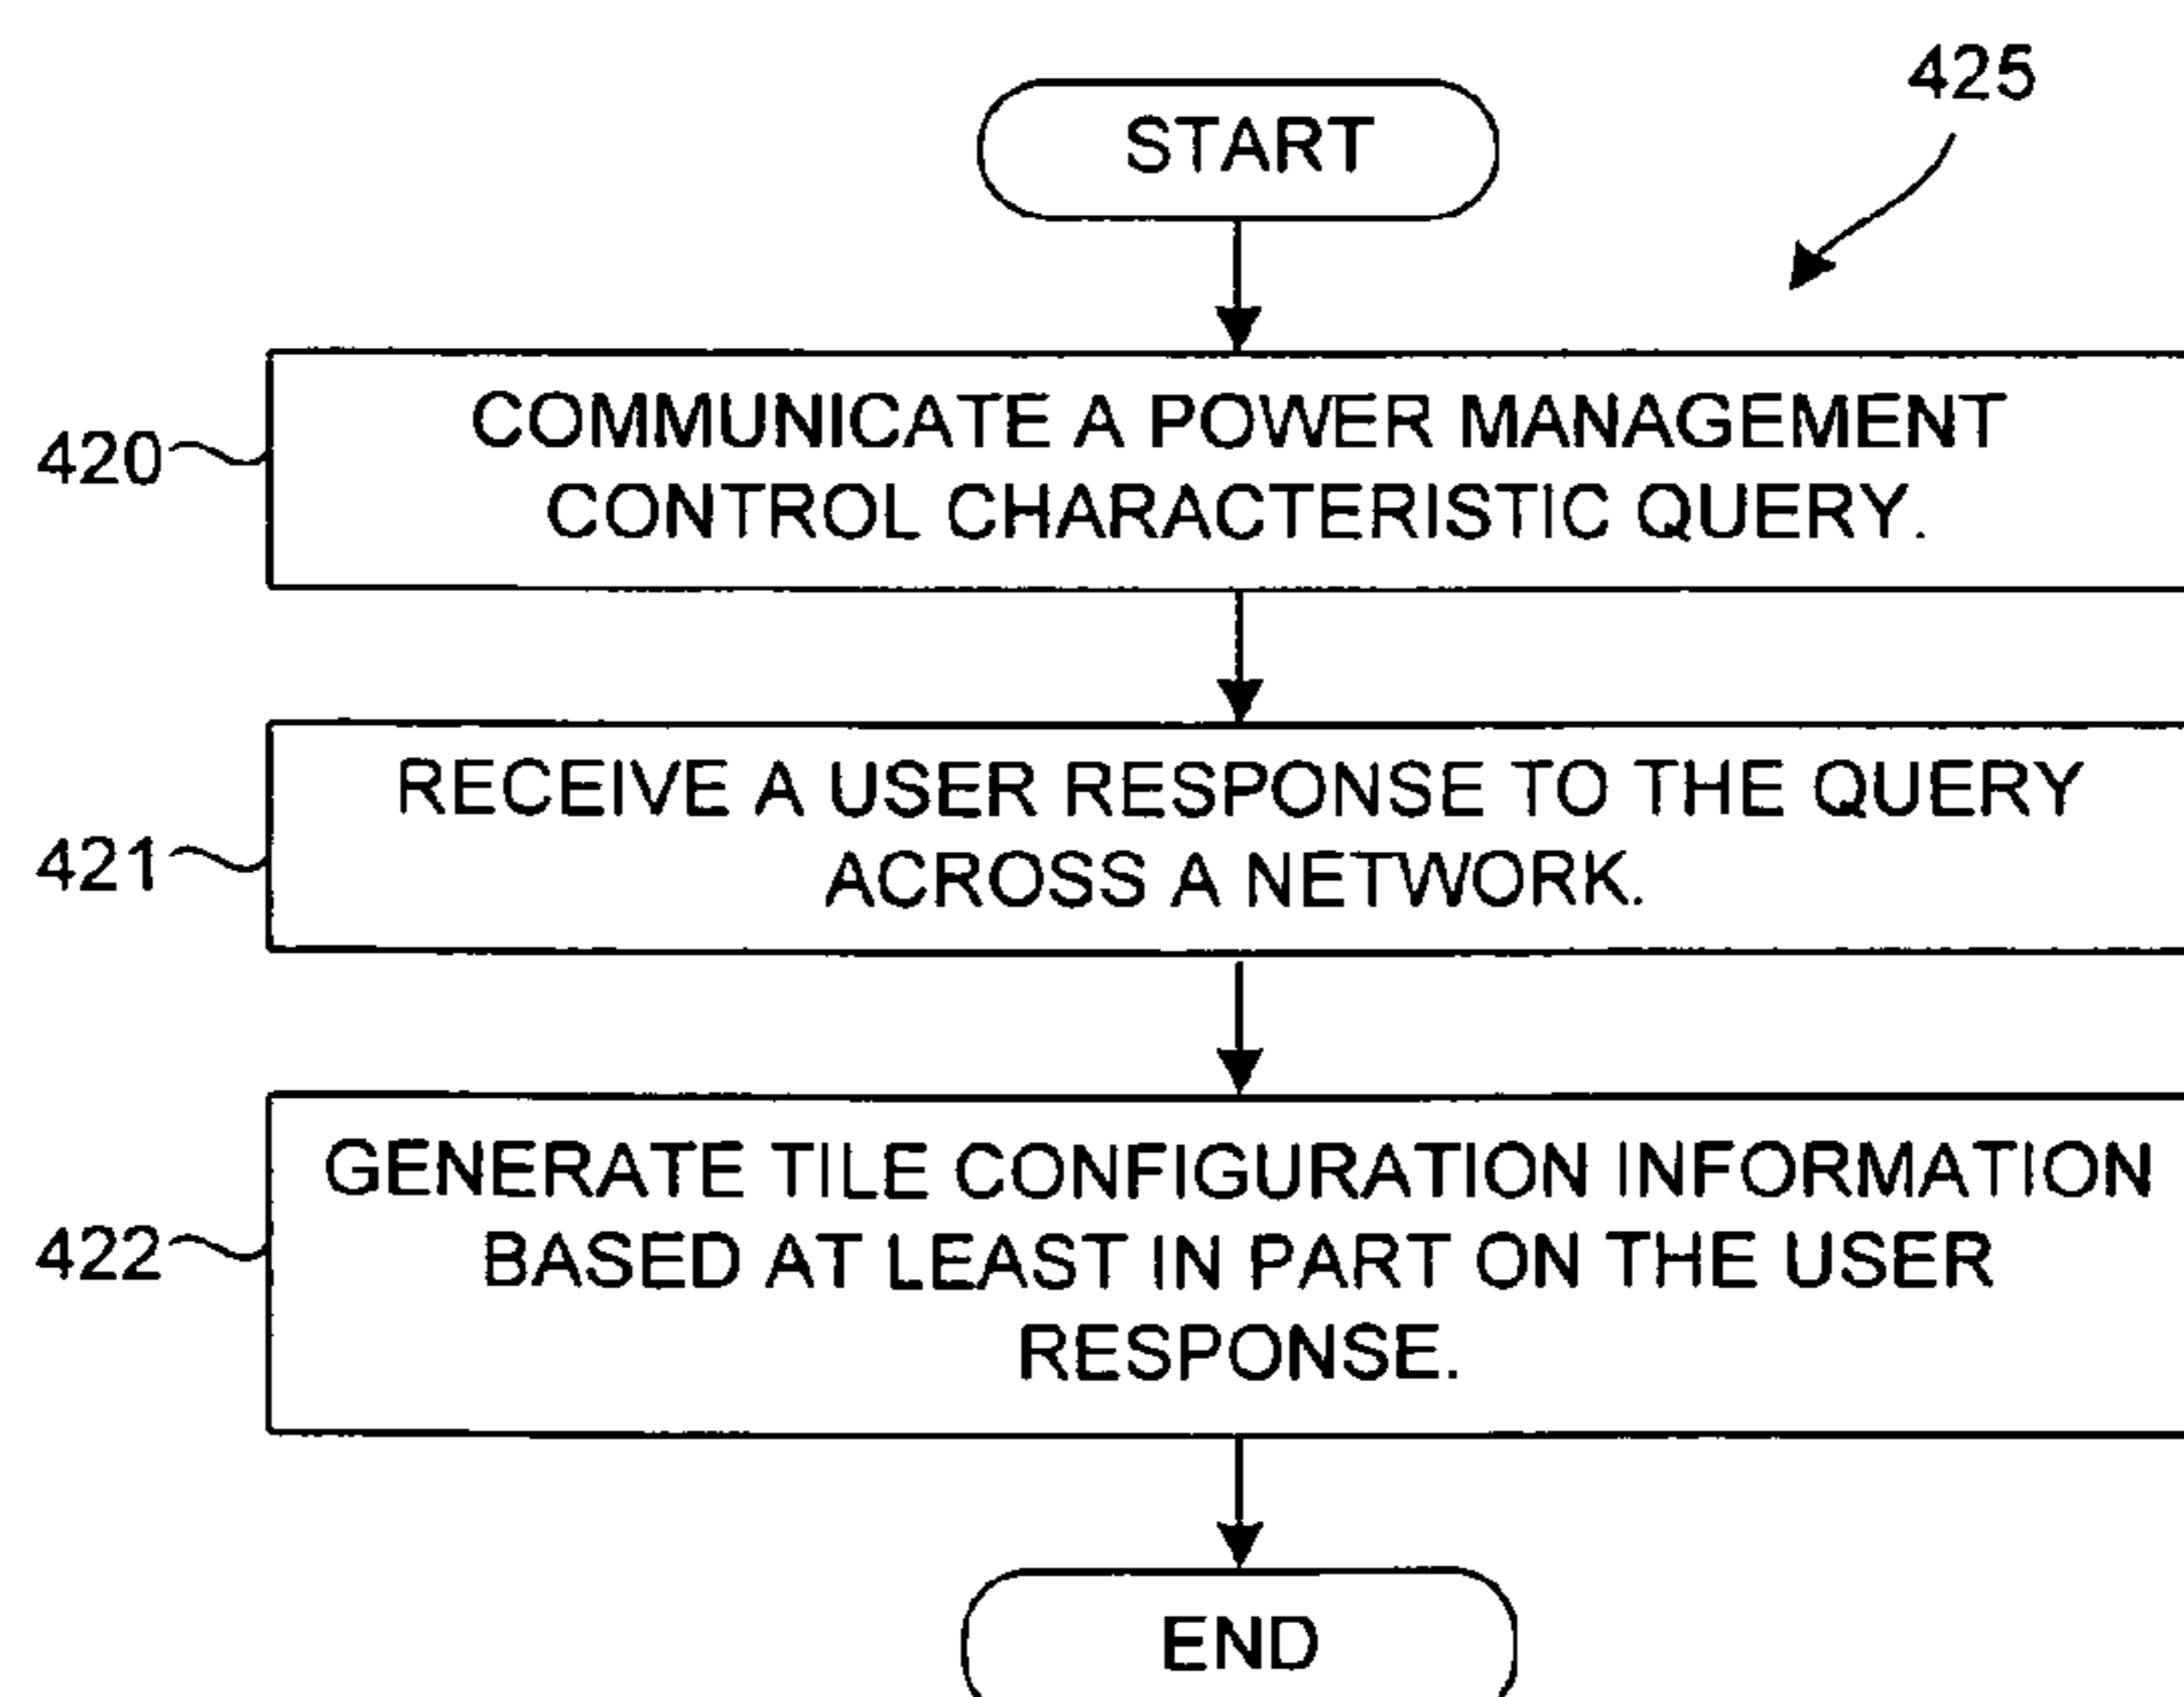 425
START
420
COMMUNICATE A POWER MANAGEMENT
CONTROL CHARACTERISTIC QUERY.
421
RECEIVE A USER RESPONSE TO THE QUERY
ACROSS A NETWORK.
422
GENERATE TILE CONFIGURATION INFORMATION
BASED AT LEAST IN PART ON THE USER
RESPONSE.
END